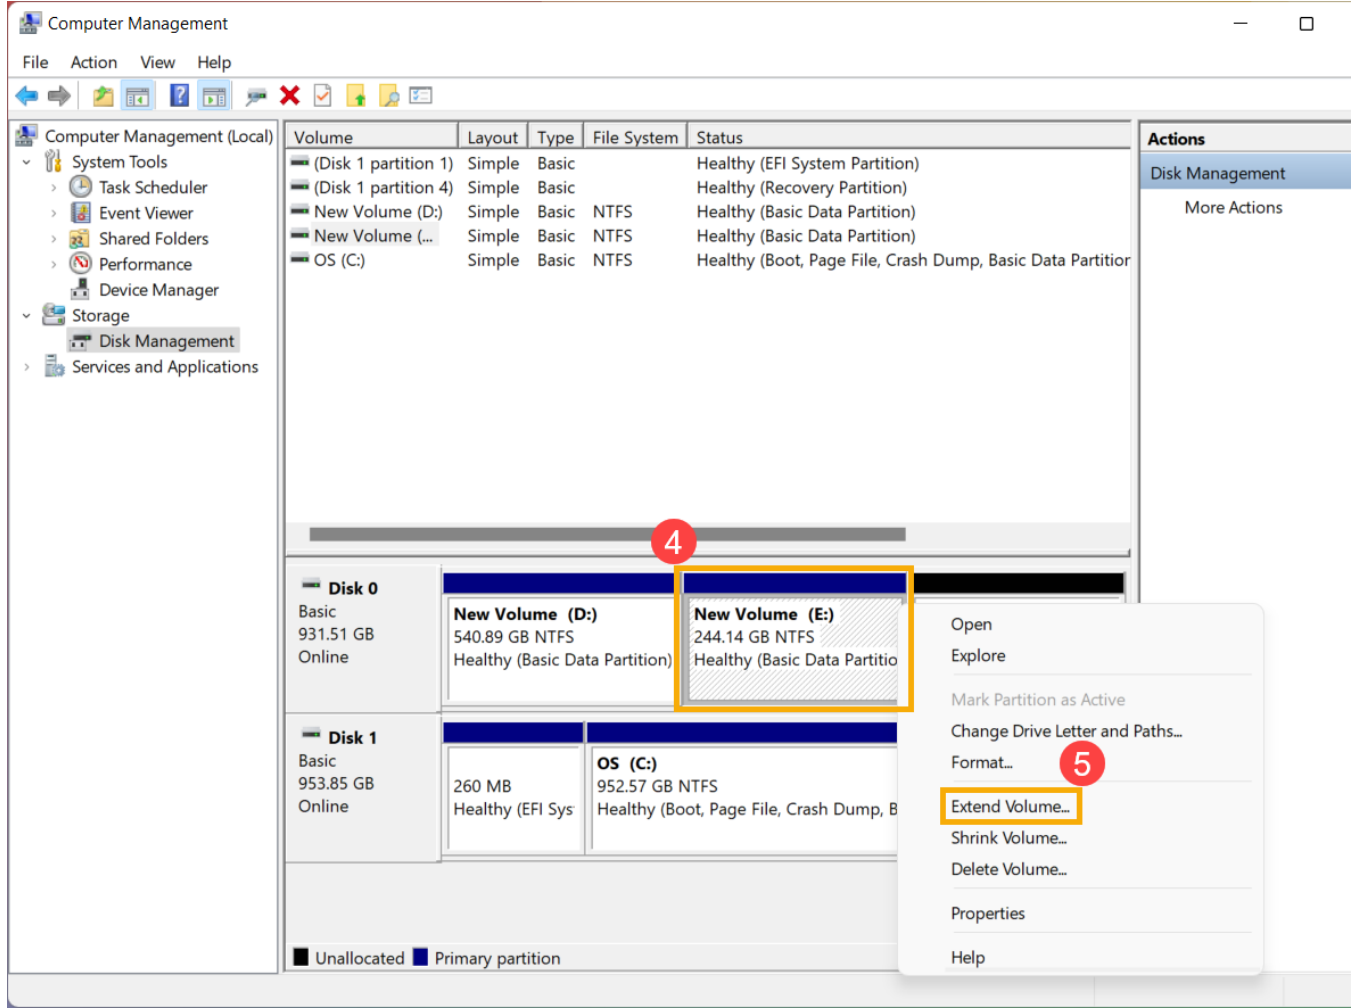 Computer Management
File Action View Help
Computer Management (Local)
System Tools
Task Scheduler
Event Viewer
Shared Folders
Performance
Device Manager
Storage
Disk Management
Services and Applications
Volume Layout Type File System Status
(Disk 1 partition 1) Simple Basic Healthy (EFI System Partition)
(Disk 1 partition 4) Simple Basic Healthy (Recovery Partition)
New Volume (D:) Simple Basic NTFS Healthy (Basic Data Partition)
New Volume (... Simple Basic NTFS Healthy (Basic Data Partition)
OS (C:) Simple Basic NTFS Healthy (Boot, Page File, Crash Dump, Basic Data Partition
Actions
Disk Management
More Actions
4
Disk 0
Basic
931.51 GB
Online
New Volume (D:)
540.89 GB NTFS
Healthy (Basic Data Partition)
New Volume (E:)
244.14 GB NTFS
Healthy (Basic Data Partitio
Disk 1
Basic
953.85 GB
Online
260 MB
Healthy (EFI Sys
OS (C:)
952.57 GB NTFS
Healthy (Boot, Page File, Crash Dump, B
Open
Explore
Mark Partition as Active
Change Drive Letter and Paths...
Format...
5
Extend Volume...
Shrink Volume...
Delete Volume...
Properties
Help
Unallocated Primary partition